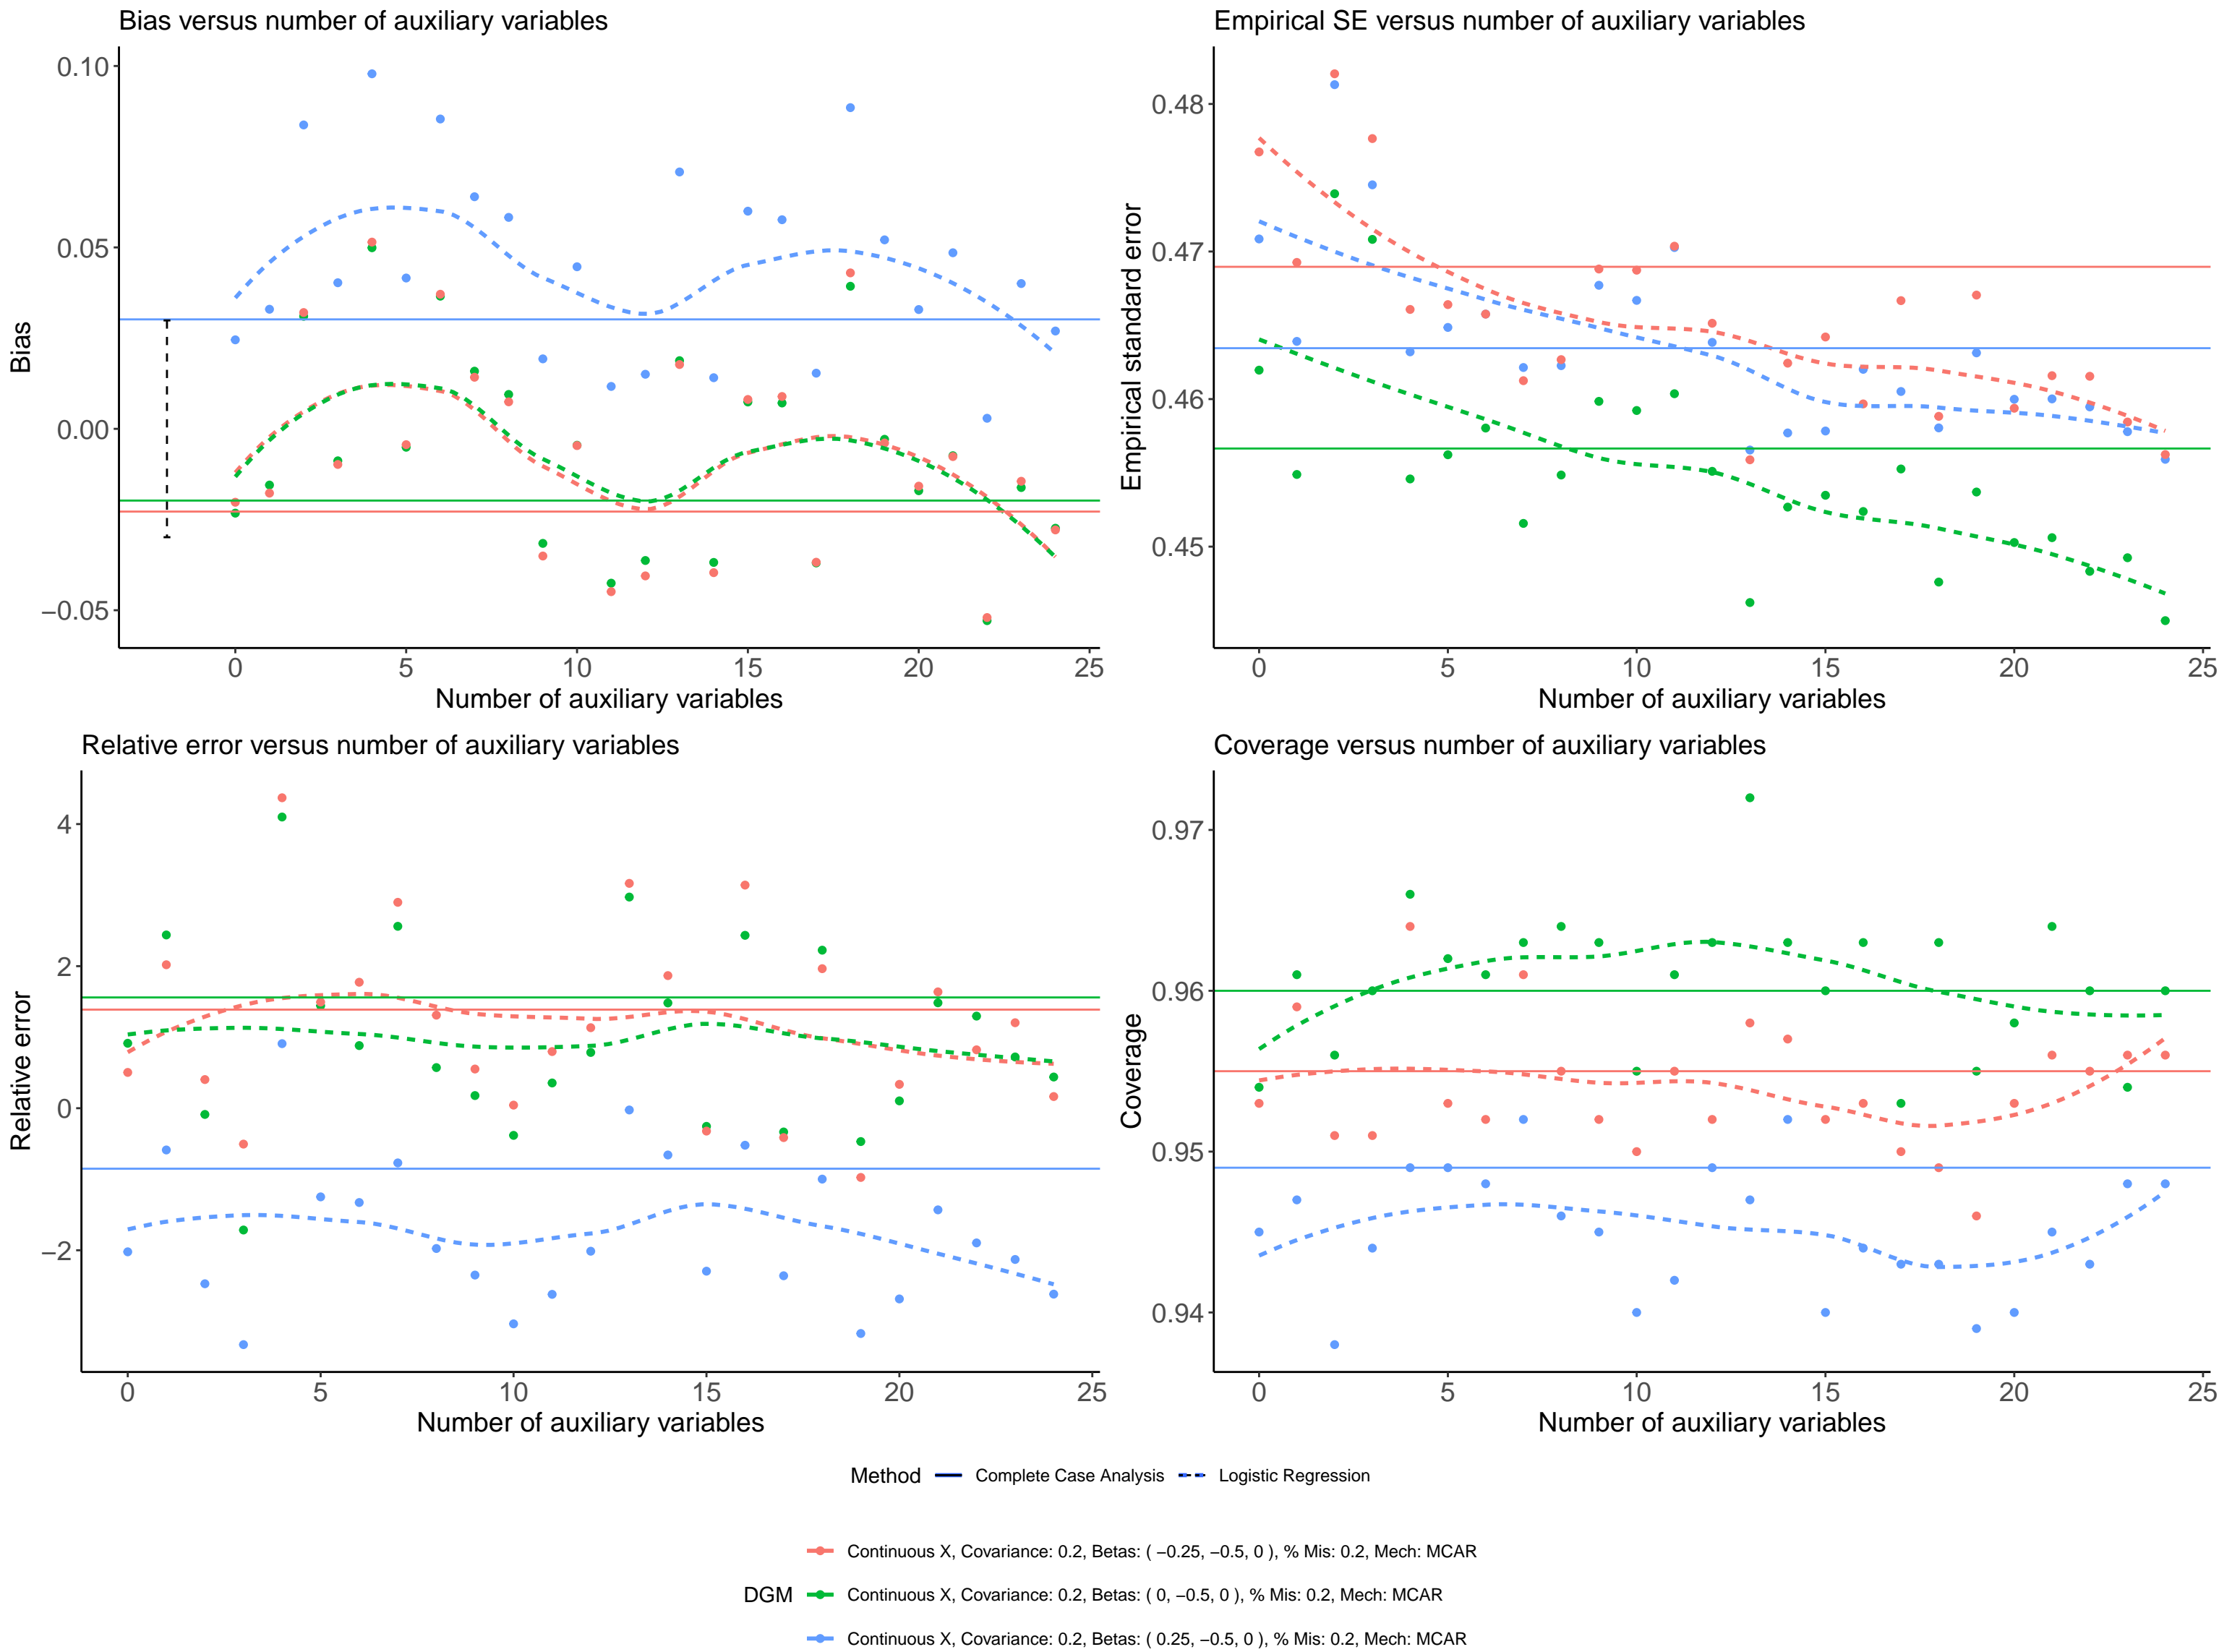 Bias versus number of auxiliary variables
Bias
0.10
0.05
0.00
−0.05
0 5 10 15 20 25
Number of auxiliary variables
Empirical SE versus number of auxiliary variables
Empirical standard error
0.48
0.47
0.46
0.45
0 5 10 15 20 25
Number of auxiliary variables
Relative error versus number of auxiliary variables
Relative error
4
2
0
−2
0 5 10 15 20 25
Number of auxiliary variables
Coverage versus number of auxiliary variables
Coverage
0.97
0.96
0.95
0.94
0 5 10 15 20 25
Number of auxiliary variables
Method Complete Case Analysis Logistic Regression
DGM
Continuous X, Covariance: 0.2, Betas: ( −0.25, −0.5, 0 ), % Mis: 0.2, Mech: MCAR
Continuous X, Covariance: 0.2, Betas: ( 0, −0.5, 0 ), % Mis: 0.2, Mech: MCAR
Continuous X, Covariance: 0.2, Betas: ( 0.25, −0.5, 0 ), % Mis: 0.2, Mech: MCAR